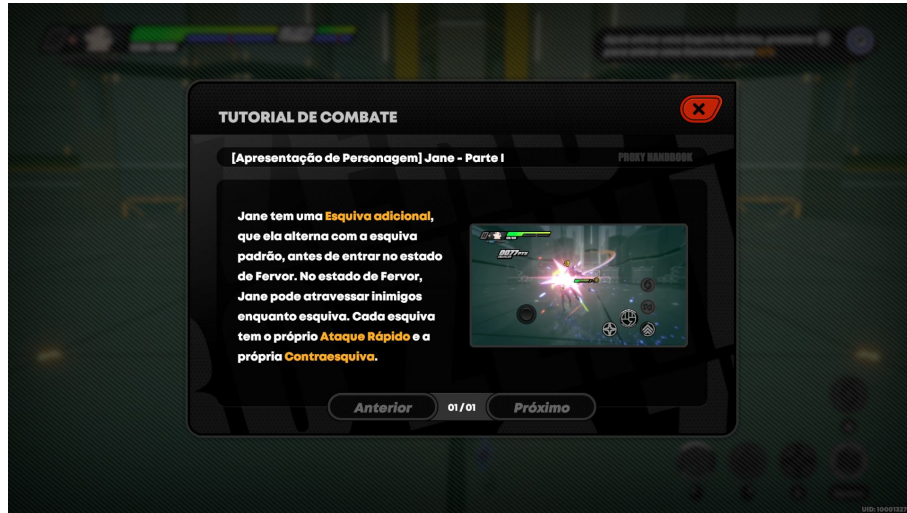 TUTORIAL DE COMBATE
[Apresentação de Personagem] Jane - Parte I
PROXY HANDBOOK
Jane tem uma Esquiva adicional,
que ela alterna com a esquiva
padrão, antes de entrar no estado
de Fervor. No estado de Fervor,
Jane pode atravessar inimigos
enquanto esquiva. Cada esquiva
tem o próprio Ataque Rápido e a
própria Contraesquiva.
Anterior
01/01
Próximo
UID: 10001327